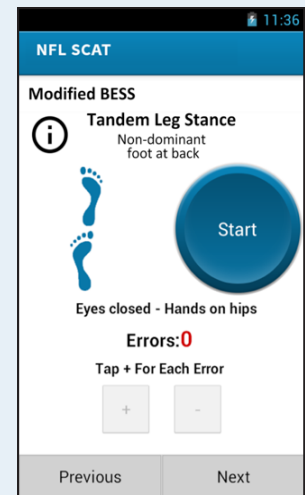 11:36
NFL SCAT
Modified BESS
i
Tandem Leg Stance
Non-dominant
foot at back
Start
Eyes closed - Hands on hips
Errors:0
Tap + For Each Error
+ -
Previous Next